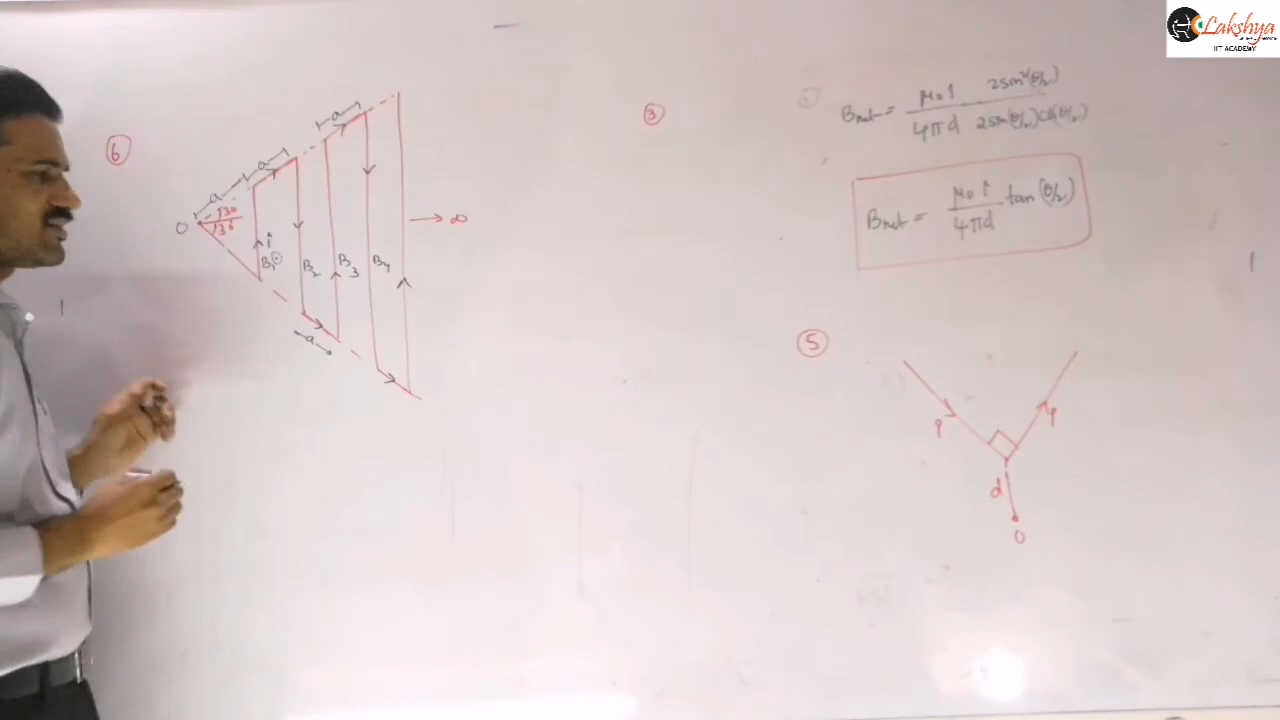 Lakshya
IIT ACADEMY
⑥
a
a
a
O
30
30
i
B₁⊙
B₂
B₃
B₄
→ ∞
a
③
Bnet = μ₀ i / 4πd · 2sin²(θ/2) / 2sin(θ/2)cos(θ/2)
Bnet = μ₀ i / 4πd tan(θ/2)
⑤
i
i
d
O